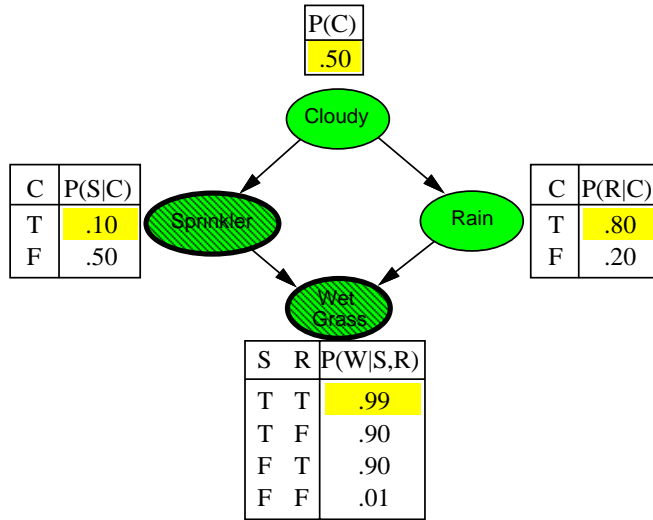 P(C)
.50
Cloudy
C P(S|C)
T .10
F .50
Sprinkler
Rain
C P(R|C)
T .80
F .20
Wet
Grass
S R P(W|S,R)
T T .99
T F .90
F T .90
F F .01